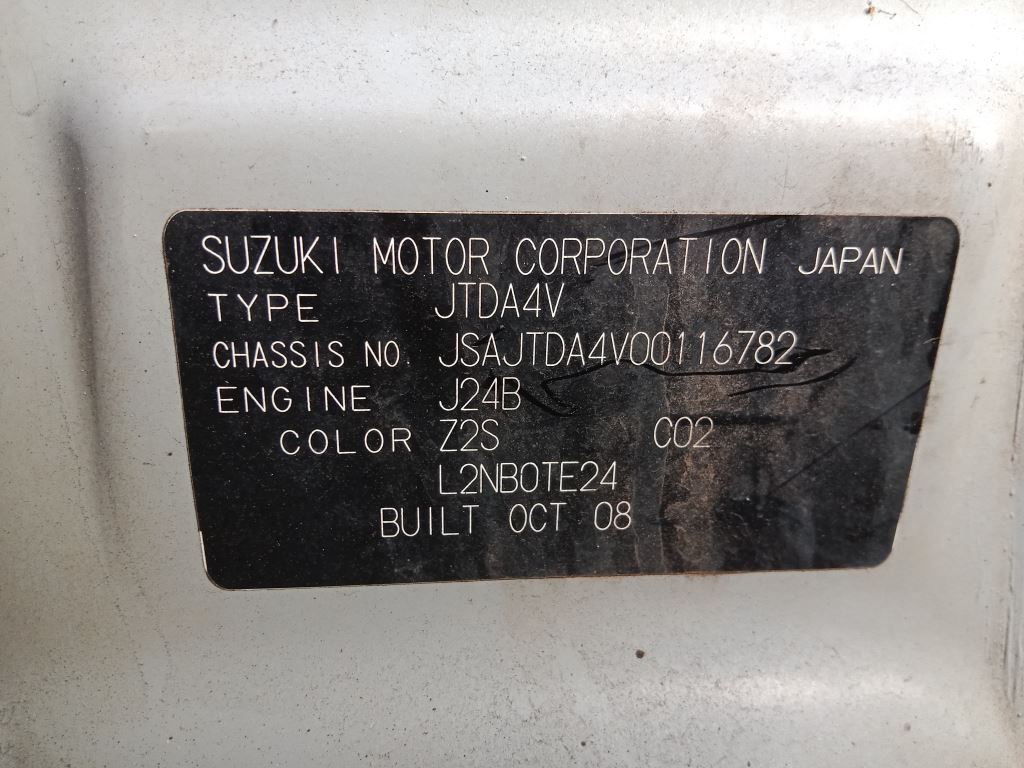 SUZUKI MOTOR CORPORATION JAPAN
TYPE JTDA4V
CHASSIS NO. JSAJTDA4V00116782
ENGINE J24B
COLOR Z2S C02
L2NB0TE24
BUILT OCT 08